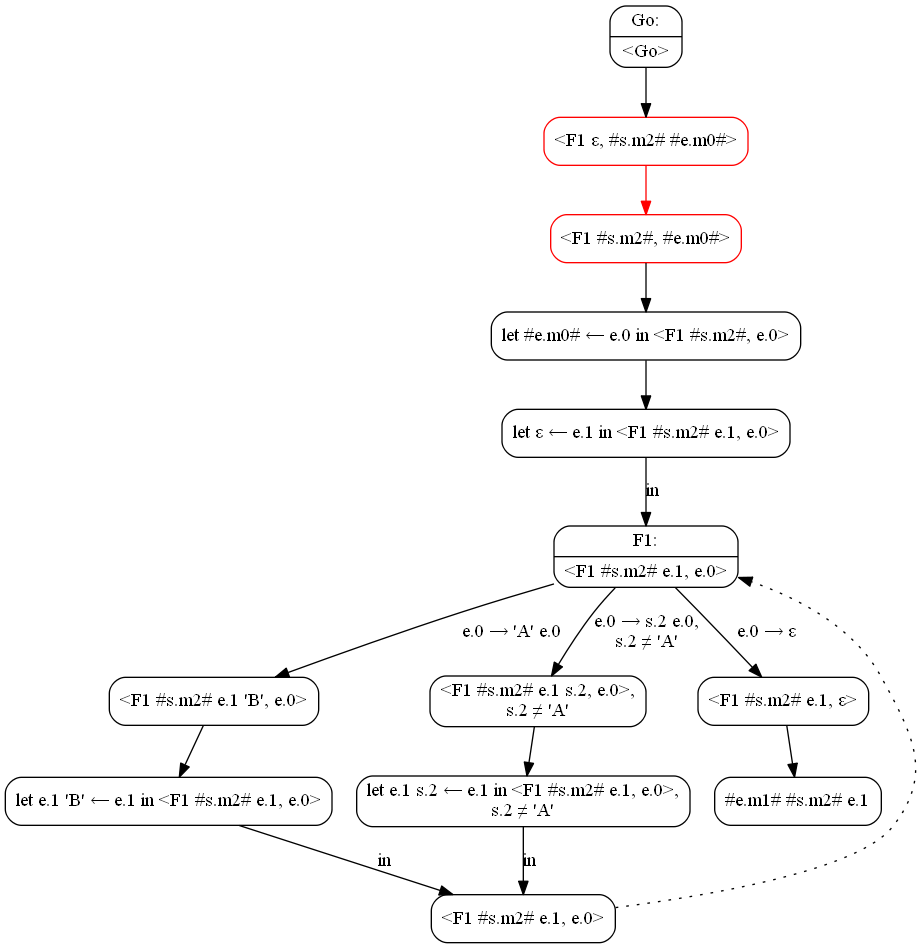 Go:
<Go>
<F1 ε, #s.m2# #e.m0#>
<F1 #s.m2#, #e.m0#>
let #e.m0# ← e.0 in <F1 #s.m2#, e.0>
let ε ← e.1 in <F1 #s.m2# e.1, e.0>
in
F1:
<F1 #s.m2# e.1, e.0>
e.0 → 'A' e.0
e.0 → s.2 e.0,
s.2 ≠ 'A'
e.0 → ε
<F1 #s.m2# e.1 'B', e.0>
<F1 #s.m2# e.1 s.2, e.0>,
s.2 ≠ 'A'
<F1 #s.m2# e.1, ε>
let e.1 'B' ← e.1 in <F1 #s.m2# e.1, e.0>
let e.1 s.2 ← e.1 in <F1 #s.m2# e.1, e.0>,
s.2 ≠ 'A'
#e.m1# #s.m2# e.1
in
in
<F1 #s.m2# e.1, e.0>